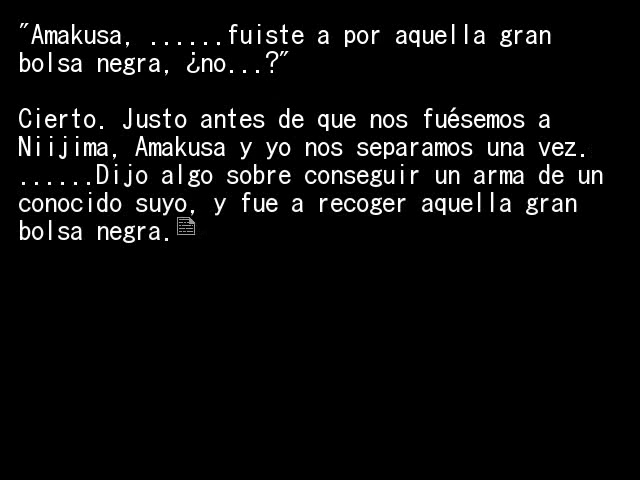 "Amakusa, ......fuiste a por aquella gran
bolsa negra, ¿no...?"
Cierto. Justo antes de que nos fuésemos a
Niijima, Amakusa y yo nos separamos una vez.
......Dijo algo sobre conseguir un arma de un
conocido suyo, y fue a recoger aquella gran
bolsa negra.